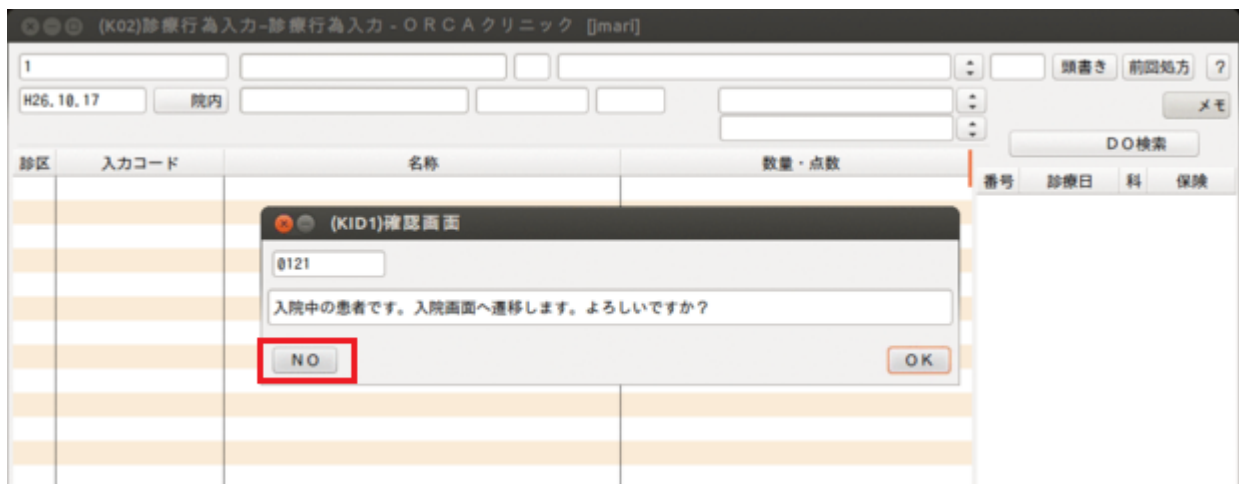 (K02)診療行為入力-診療行為入力 - ＯＲＣＡクリニック [jmari]
1
頭書き 前回処方 ?
H26.10.17 院内
メモ
ＤＯ検索
診区 入力コード 名称 数量・点数
番号 診療日 科 保険
(KID1)確認画面
0121
入院中の患者です。入院画面へ遷移します。よろしいですか？
ＮＯ ＯＫ